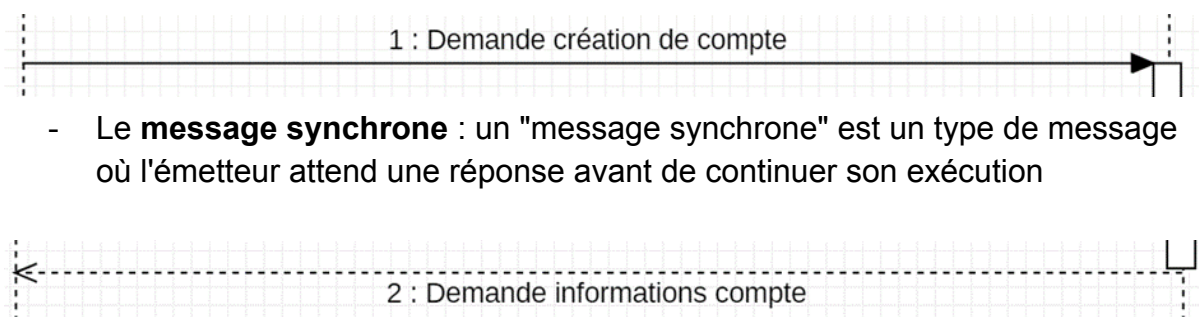 1 : Demande création de compte
- Le message synchrone : un "message synchrone" est un type de message
où l'émetteur attend une réponse avant de continuer son exécution
2 : Demande informations compte